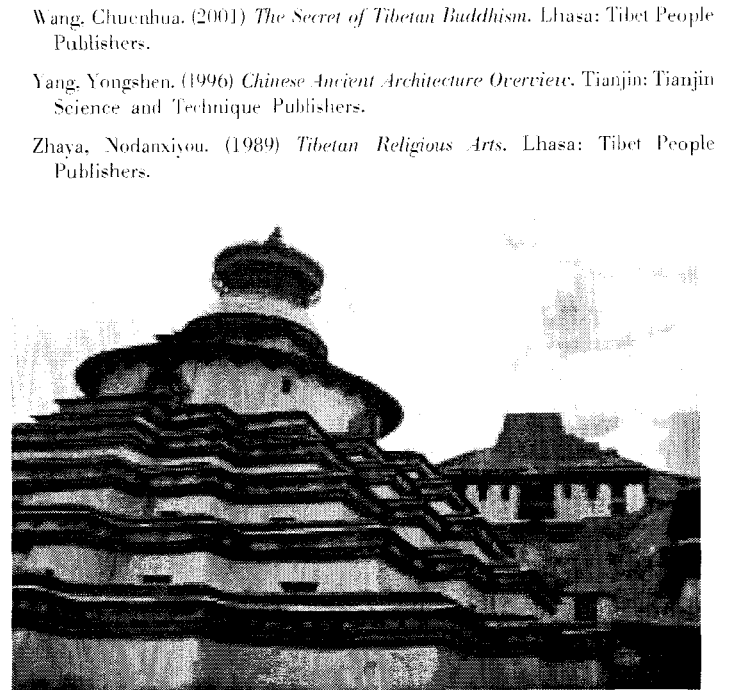 Wang, Chuenhua. (2001) The Secret of Tibetan Buddhism. Lhasa: Tibet People
Publishers.
Yang, Yongshen. (1996) Chinese Ancient Architecture Overview. Tianjin: Tianjin
Science and Technique Publishers.
Zhaya, Nodanxiyou. (1989) Tibetan Religious Arts. Lhasa: Tibet People
Publishers.